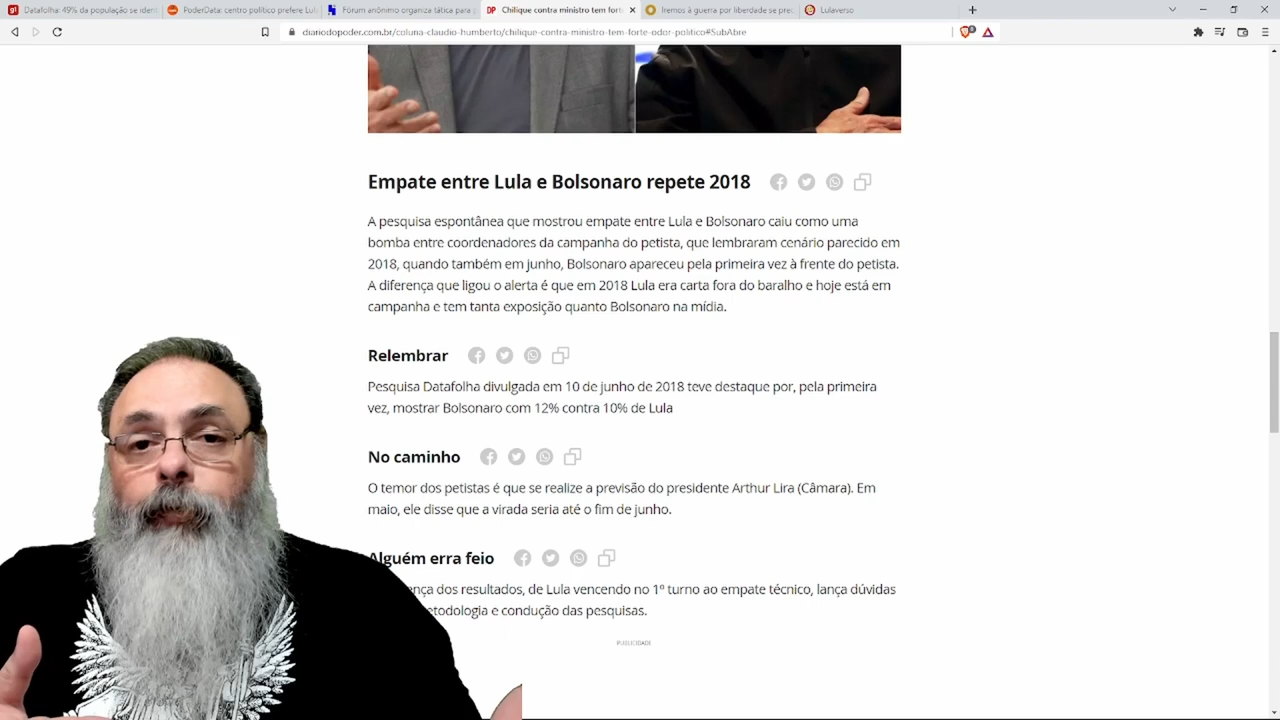 Datafolha: 49% da população se iden
PoderData: centro político prefere Lul
Fórum anônimo organiza tática para
Chilique contra ministro tem forte
Iremos à guerra por liberdade se prec
Lulaverso
diariodopoder.com.br/coluna-claudio-humberto/chilique-contra-ministro-tem-forte-odor-politico#SubAbre
Empate entre Lula e Bolsonaro repete 2018
A pesquisa espontânea que mostrou empate entre Lula e Bolsonaro caiu como uma
bomba entre coordenadores da campanha do petista, que lembraram cenário parecido em
2018, quando também em junho, Bolsonaro apareceu pela primeira vez à frente do petista.
A diferença que ligou o alerta é que em 2018 Lula era carta fora do baralho e hoje está em
campanha e tem tanta exposição quanto Bolsonaro na mídia.
Relembrar
Pesquisa Datafolha divulgada em 10 de junho de 2018 teve destaque por, pela primeira
vez, mostrar Bolsonaro com 12% contra 10% de Lula
No caminho
O temor dos petistas é que se realize a previsão do presidente Arthur Lira (Câmara). Em
maio, ele disse que a virada seria até o fim de junho.
Alguém erra feio
ença dos resultados, de Lula vencendo no 1º turno ao empate técnico, lança dúvidas
etodologia e condução das pesquisas.
PUBLICIDADE